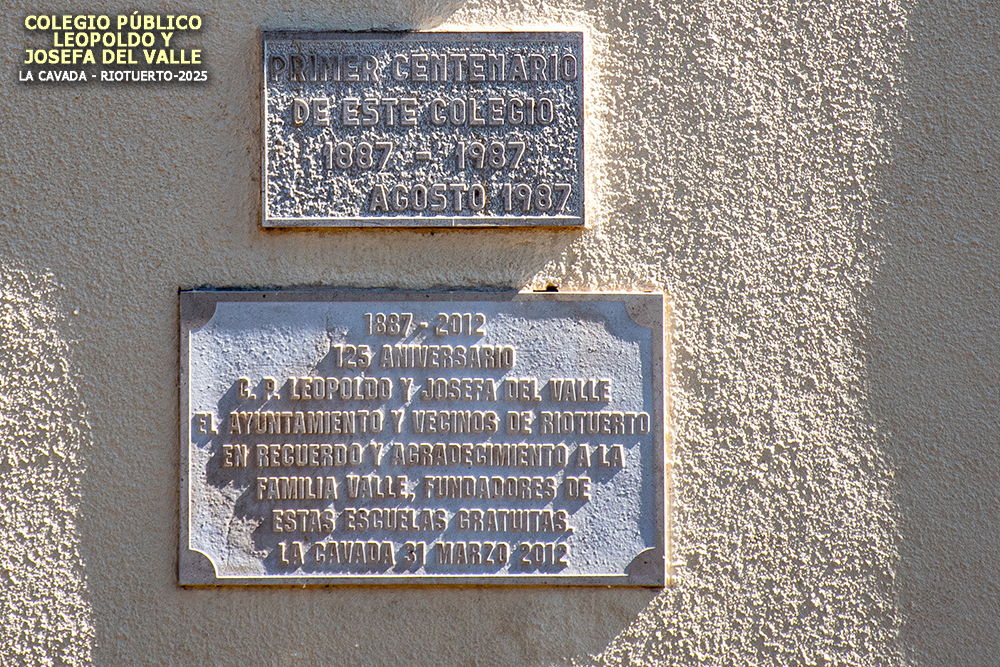 COLEGIO PÚBLICO
LEOPOLDO Y
JOSEFA DEL VALLE
LA CAVADA - RIOTUERTO-2025
PRIMER CENTENARIO
DE ESTE COLEGIO
1887 - 1987
AGOSTO 1987
1887 - 2012
125 ANIVERSARIO
C. P. LEOPOLDO Y JOSEFA DEL VALLE
EL AYUNTAMIENTO Y VECINOS DE RIOTUERTO
EN RECUERDO Y AGRADECIMIENTO A LA
FAMILIA VALLE, FUNDADORES DE
ESTAS ESCUELAS GRATUITAS.
LA CAVADA 31 MARZO 2012